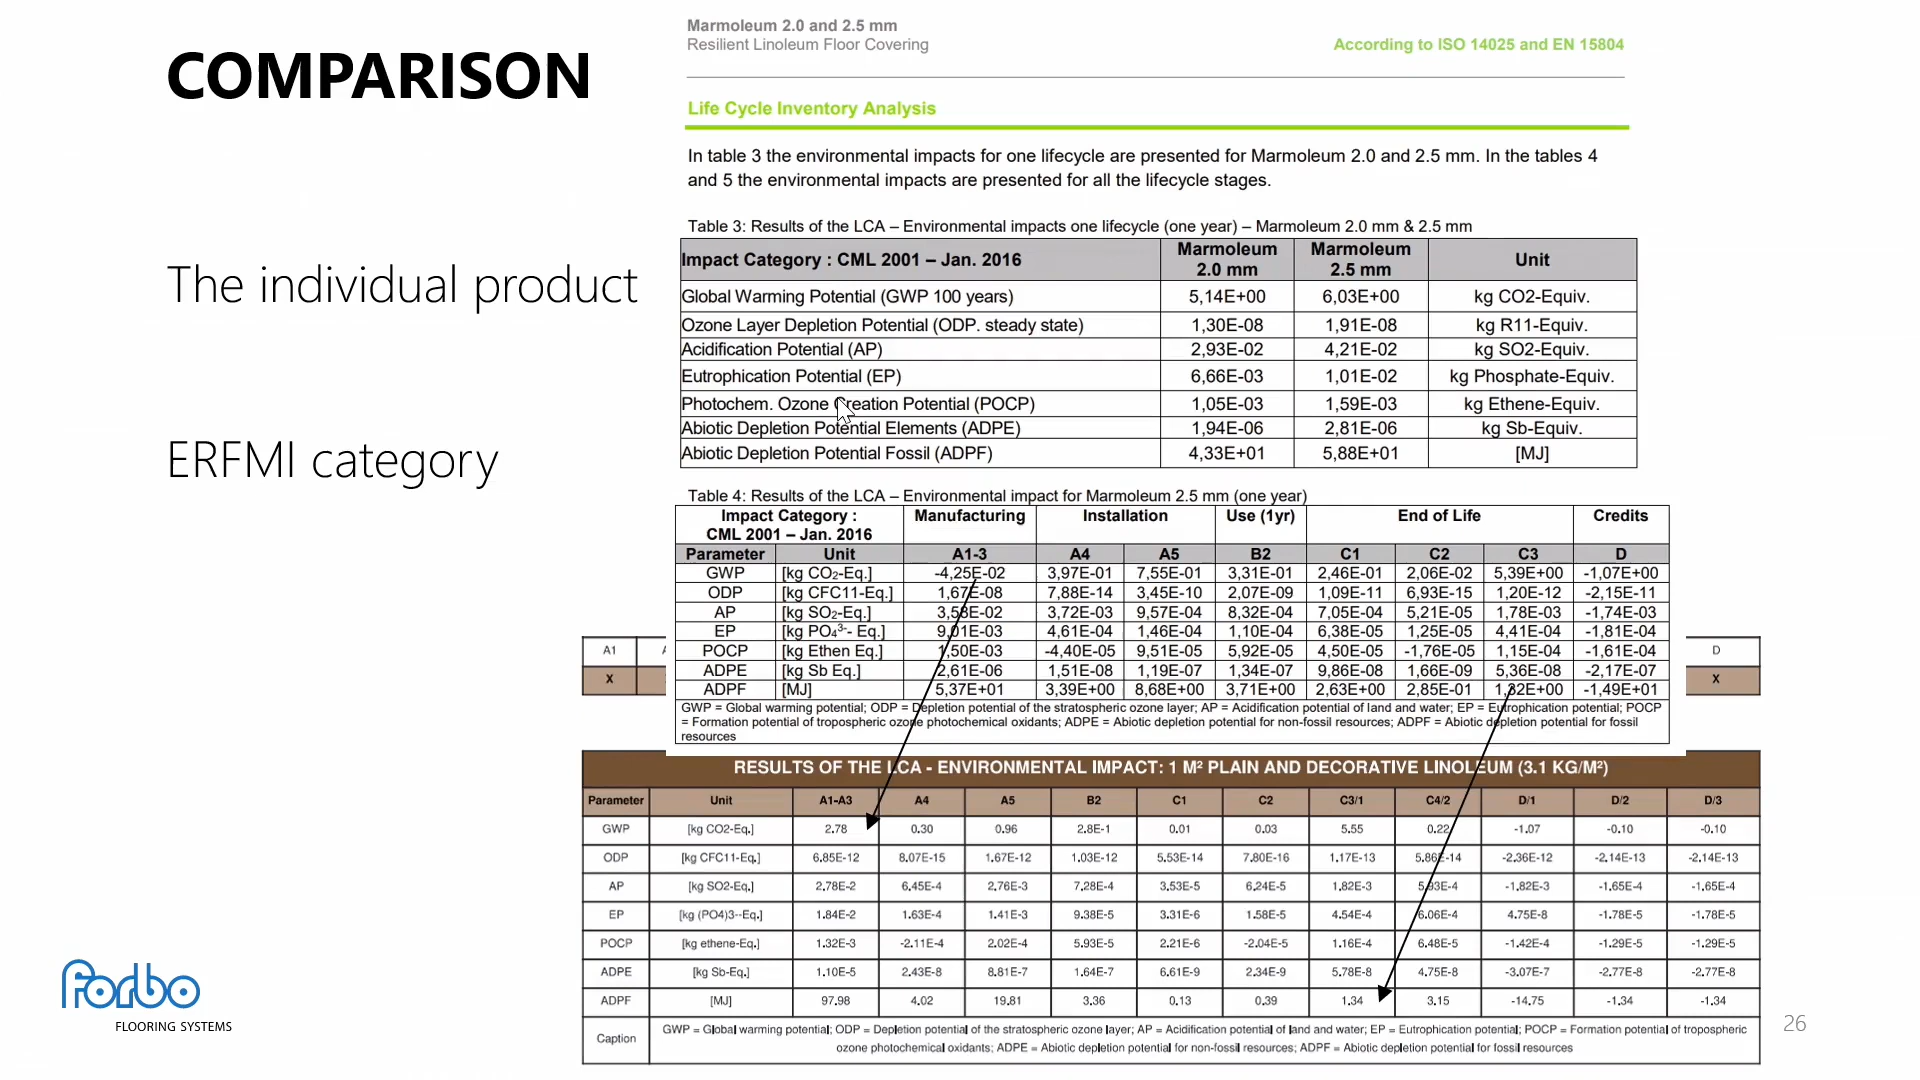 COMPARISON
The individual product
ERFMI category
Marmoleum 2.0 and 2.5 mm
Resilient Linoleum Floor Covering
According to ISO 14025 and EN 15804
Life Cycle Inventory Analysis
In table 3 the environmental impacts for one lifecycle are presented for Marmoleum 2.0 and 2.5 mm. In the tables 4
and 5 the environmental impacts are presented for all the lifecycle stages.
Table 3: Results of the LCA – Environmental impacts one lifecycle (one year) – Marmoleum 2.0 mm & 2.5 mm
Impact Category : CML 2001 – Jan. 2016 Marmoleum 2.0 mm Marmoleum 2.5 mm Unit
Global Warming Potential (GWP 100 years) 5,14E+00 6,03E+00 kg CO2-Equiv.
Ozone Layer Depletion Potential (ODP. steady state) 1,30E-08 1,91E-08 kg R11-Equiv.
Acidification Potential (AP) 2,93E-02 4,21E-02 kg SO2-Equiv.
Eutrophication Potential (EP) 6,66E-03 1,01E-02 kg Phosphate-Equiv.
Photochem. Ozone Creation Potential (POCP) 1,05E-03 1,59E-03 kg Ethene-Equiv.
Abiotic Depletion Potential Elements (ADPE) 1,94E-06 2,81E-06 kg Sb-Equiv.
Abiotic Depletion Potential Fossil (ADPF) 4,33E+01 5,88E+01 [MJ]
Table 4: Results of the LCA – Environmental impact for Marmoleum 2.5 mm (one year)
Impact Category : CML 2001 – Jan. 2016 Manufacturing Installation Use (1yr) End of Life Credits
Parameter Unit A1-3 A4 A5 B2 C1 C2 C3 D
GWP [kg CO₂-Eq.] -4,25E-02 3,97E-01 7,55E-01 3,31E-01 2,46E-01 2,06E-02 5,39E+00 -1,07E+00
ODP [kg CFC11-Eq.] 1,67E-08 7,88E-14 3,45E-10 2,07E-09 1,09E-11 6,93E-15 1,20E-12 -2,15E-11
AP [kg SO₂-Eq.] 3,58E-02 3,72E-03 9,57E-04 8,32E-04 7,05E-04 5,21E-05 1,78E-03 -1,74E-03
EP [kg PO₄³⁻- Eq.] 9,01E-03 4,61E-04 1,46E-04 1,10E-04 6,38E-05 1,25E-05 4,41E-04 -1,81E-04
POCP [kg Ethen Eq.] 1,50E-03 -4,40E-05 9,51E-05 5,92E-05 4,50E-05 -1,76E-05 1,15E-04 -1,61E-04
ADPE [kg Sb Eq.] 2,61E-06 1,51E-08 1,19E-07 1,34E-07 9,86E-08 1,66E-09 5,36E-08 -2,17E-07
ADPF [MJ] 5,37E+01 3,39E+00 8,68E+00 3,71E+00 2,63E+00 2,85E-01 1,32E+00 -1,49E+01
GWP = Global warming potential; ODP = Depletion potential of the stratospheric ozone layer; AP = Acidification potential of land and water; EP = Eutrophication potential; POCP
= Formation potential of tropospheric ozone photochemical oxidants; ADPE = Abiotic depletion potential for non-fossil resources; ADPF = Abiotic depletion potential for fossil
resources
A1 D
X X
RESULTS OF THE LCA - ENVIRONMENTAL IMPACT: 1 M² PLAIN AND DECORATIVE LINOLEUM (3.1 KG/M²)
Parameter Unit A1-A3 A4 A5 B2 C1 C2 C3/1 C4/2 D/1 D/2 D/3
GWP [kg CO2-Eq.] 2.78 0.30 0.96 2.8E-1 0.01 0.03 5.55 0.22 -1.07 -0.10 -0.10
ODP [kg CFC11-Eq.] 6.85E-12 8.07E-15 1.67E-12 1.03E-12 5.53E-14 7.80E-16 1.17E-13 5.86E-14 -2.36E-12 -2.14E-13 -2.14E-13
AP [kg SO2-Eq.] 2.78E-2 6.45E-4 2.76E-3 7.28E-4 3.53E-5 6.24E-5 1.82E-3 5.93E-4 -1.82E-3 -1.65E-4 -1.65E-4
EP [kg (PO4)3--Eq.] 1.84E-2 1.63E-4 1.41E-3 9.38E-5 3.31E-6 1.58E-5 4.54E-4 6.06E-4 4.75E-8 -1.78E-5 -1.78E-5
POCP [kg ethene-Eq.] 1.32E-3 -2.11E-4 2.02E-4 5.93E-5 2.21E-6 -2.04E-5 1.16E-4 6.48E-5 -1.42E-4 -1.29E-5 -1.29E-5
ADPE [kg Sb-Eq.] 1.10E-5 2.43E-8 8.81E-7 1.64E-7 6.61E-9 2.34E-9 5.78E-8 4.75E-8 -3.07E-7 -2.77E-8 -2.77E-8
ADPF [MJ] 97.98 4.02 19.81 3.36 0.13 0.39 1.34 3.15 -14.75 -1.34 -1.34
Caption GWP = Global warming potential; ODP = Depletion potential of the stratospheric ozone layer; AP = Acidification potential of land and water; EP = Eutrophication potential; POCP = Formation potential of tropospheric
ozone photochemical oxidants; ADPE = Abiotic depletion potential for non-fossil resources; ADPF = Abiotic depletion potential for fossil resources
forbo
FLOORING SYSTEMS
26